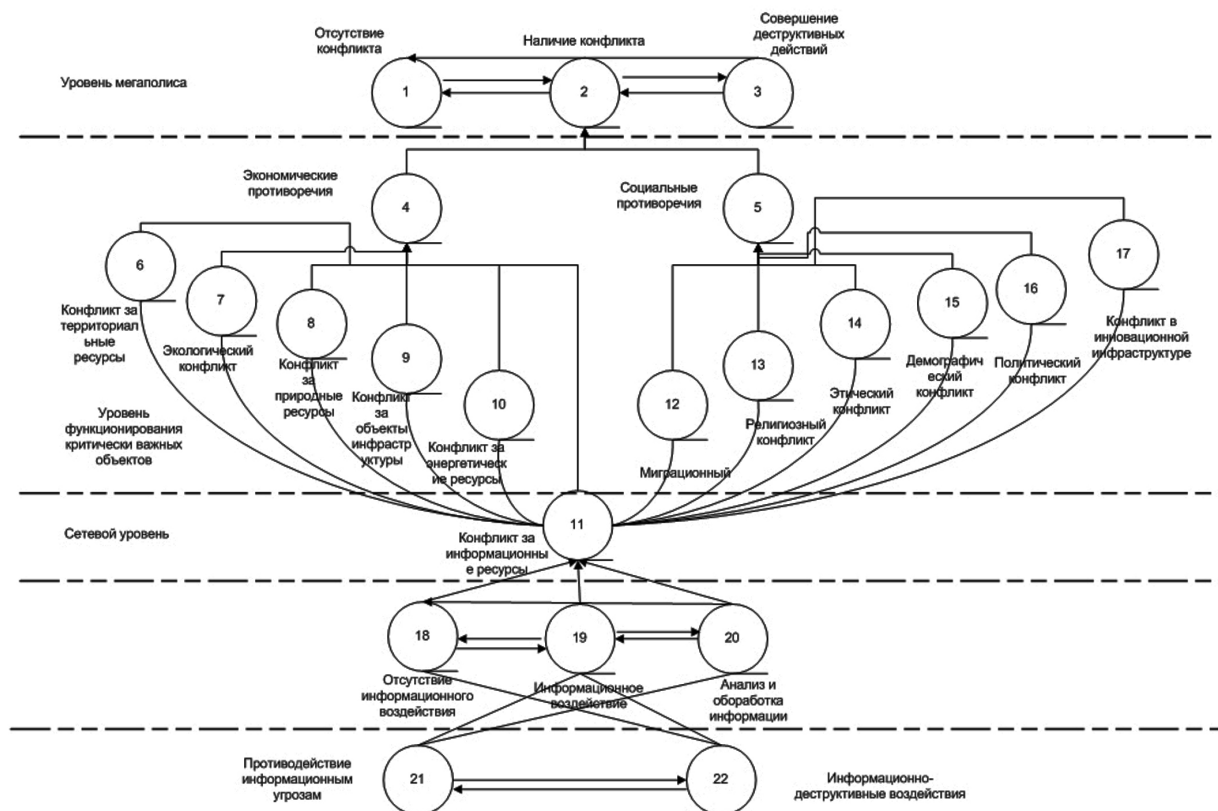 Отсутствие
конфликта
Наличие конфликта
Совершение
деструктивных
действий
Уровень мегаполиса
1
2
3
Экономические
противоречия
4
Социальные
противоречия
5
6
Конфликт за
территориал
ьные
ресурсы
7
Экологический
конфликт
8
Конфликт
за
природные
ресурсы
9
Конфликт
за
объекты
инфрастр
уктуры
10
Конфликт за
энергетическ
ие ресурсы
12
Миграционный
13
Религиозный
конфликт
14
Этический
конфликт
15
Демографич
еский
конфликт
16
Политический
конфликт
17
Конфликт в
инновационной
инфраструктуре
Уровень
функционирования
критически важных
объектов
Сетевой уровень
11
Конфликт за
информационны
е ресурсы
18
19
20
Отсутствие
информационного
воздействия
Информационное
воздействие
Анализ и
обоработка
информации
Противодействие
информационным
угрозам
21
22
Информационно-
деструктивные воздействия